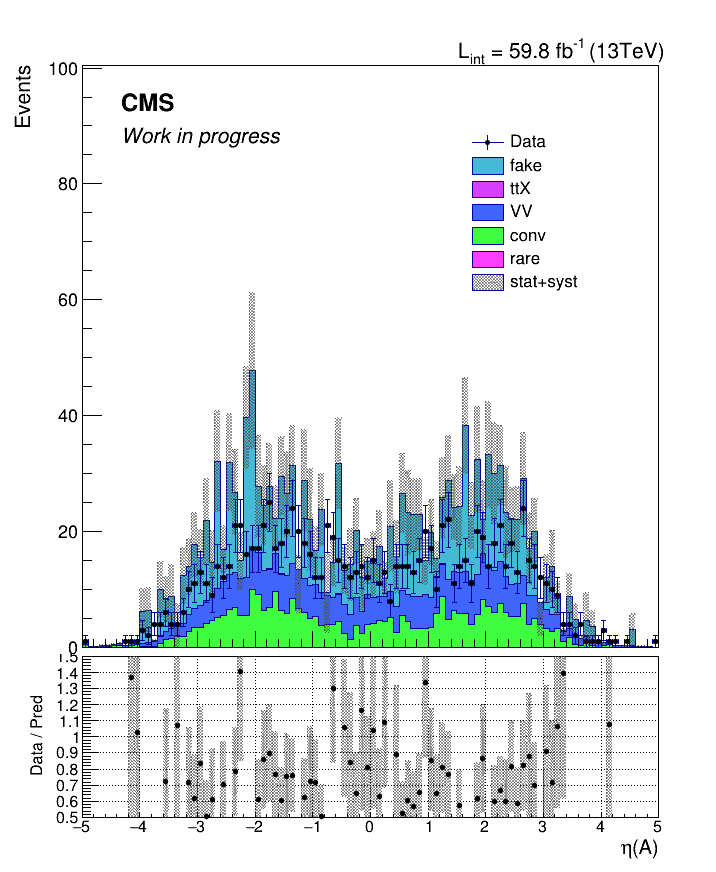 L_int = 59.8 fb^-1 (13TeV)
Events
100
80
60
40
20
0
CMS
Work in progress
Data
fake
ttX
VV
conv
rare
stat+syst
Data / Pred
1.5
1.4
1.3
1.2
1.1
1
0.9
0.8
0.7
0.6
0.5
−5 −4 −3 −2 −1 0 1 2 3 4 5
η(A)